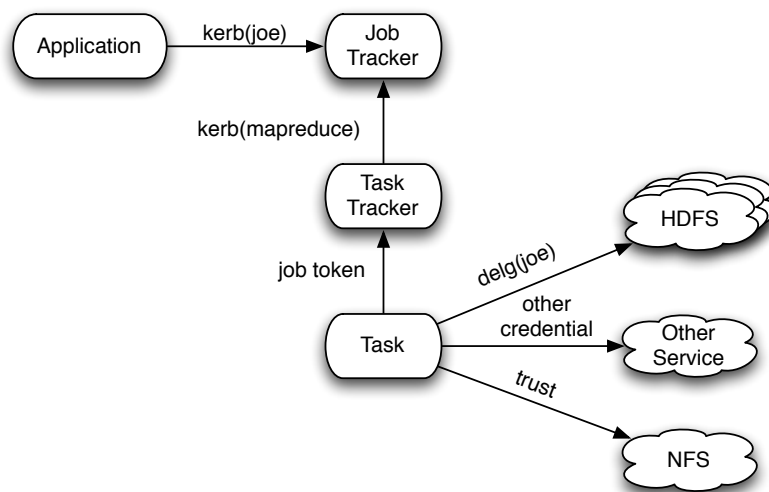 Application
kerb(joe)
Job
Tracker
kerb(mapreduce)
Task
Tracker
job token
Task
delg(joe)
HDFS
other
credential
Other
Service
trust
NFS